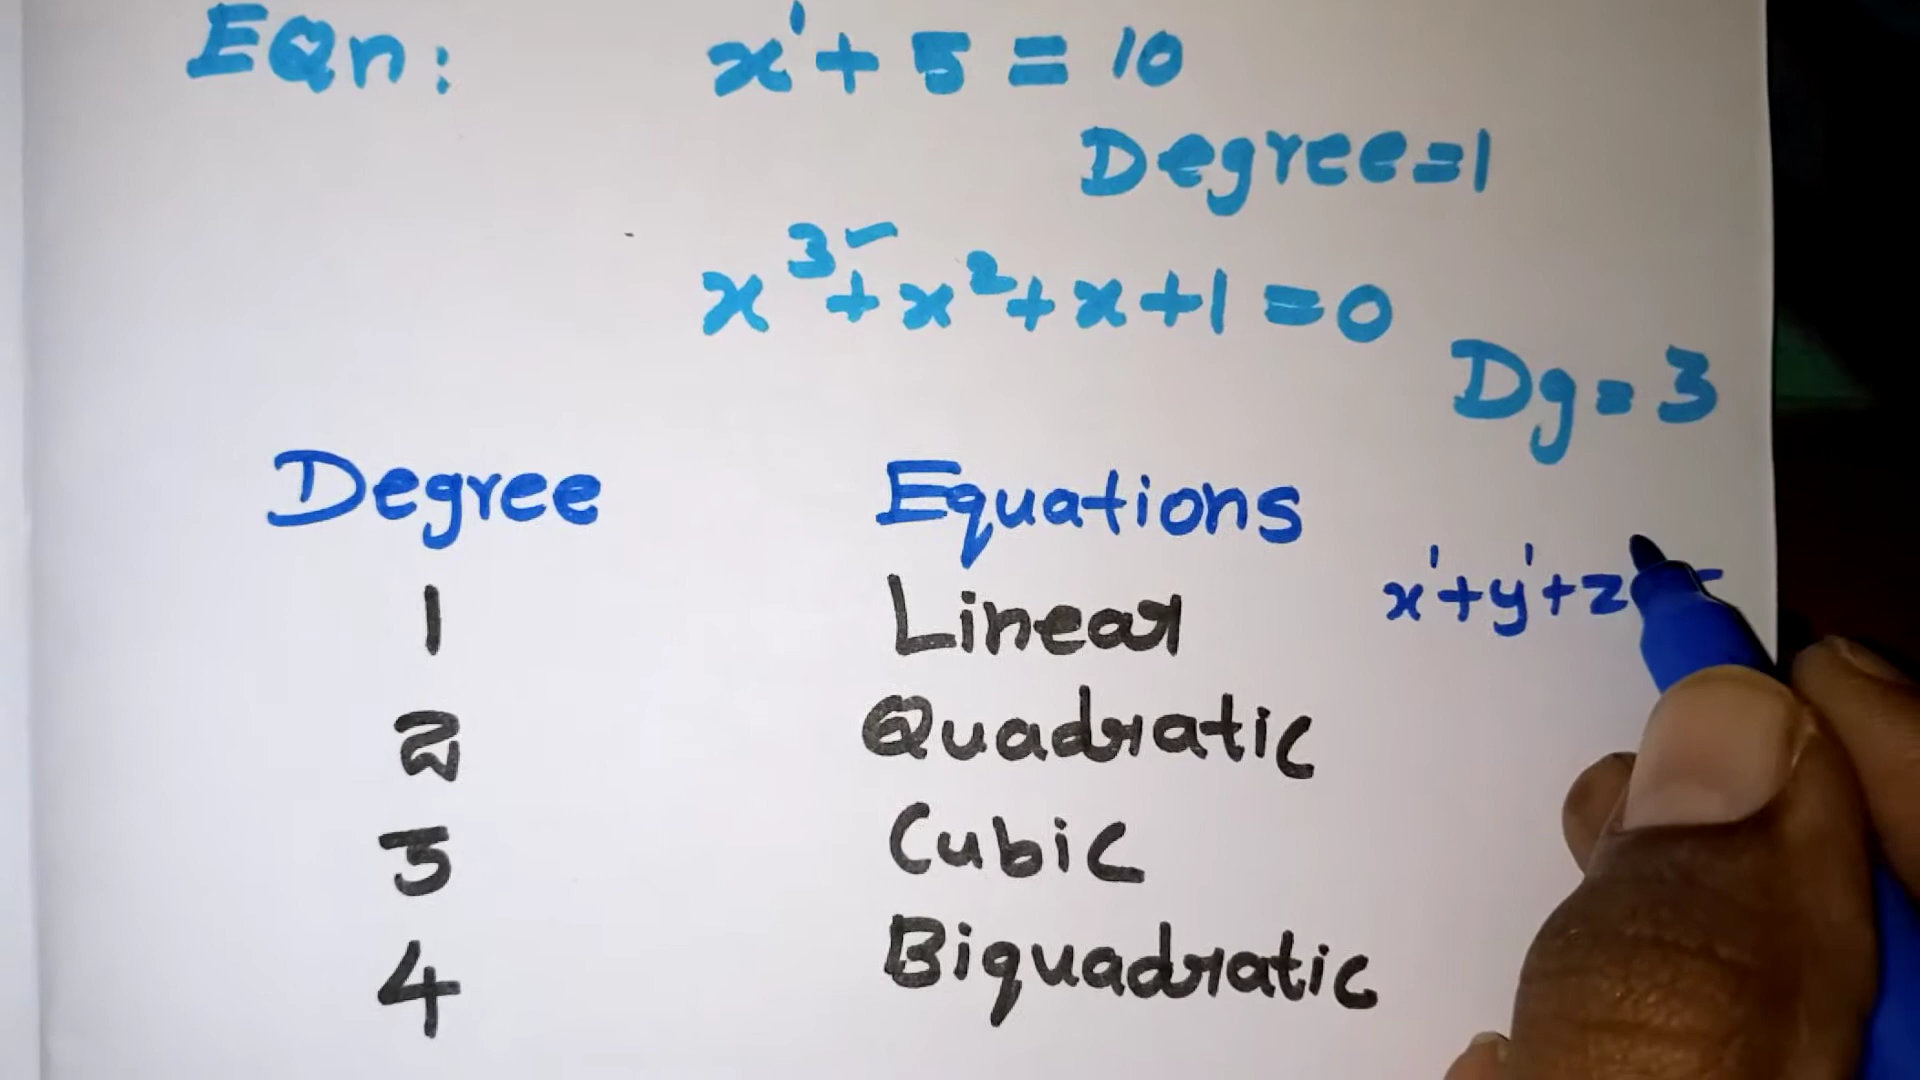 Eqn: x¹ + 5 = 10
Degree=1
x³ + x² + x + 1 = 0
Dg = 3
Degree Equations
1 Linear x¹+y¹+z
2 Quadratic
3 Cubic
4 Biquadratic